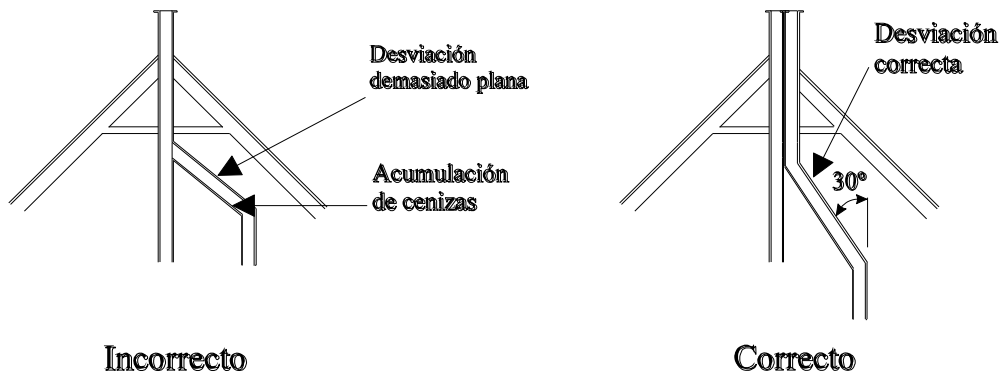 Desviación
demasiado plana
Acumulación
de cenizas
Incorrecto
Desviación
correcta
30º
Correcto